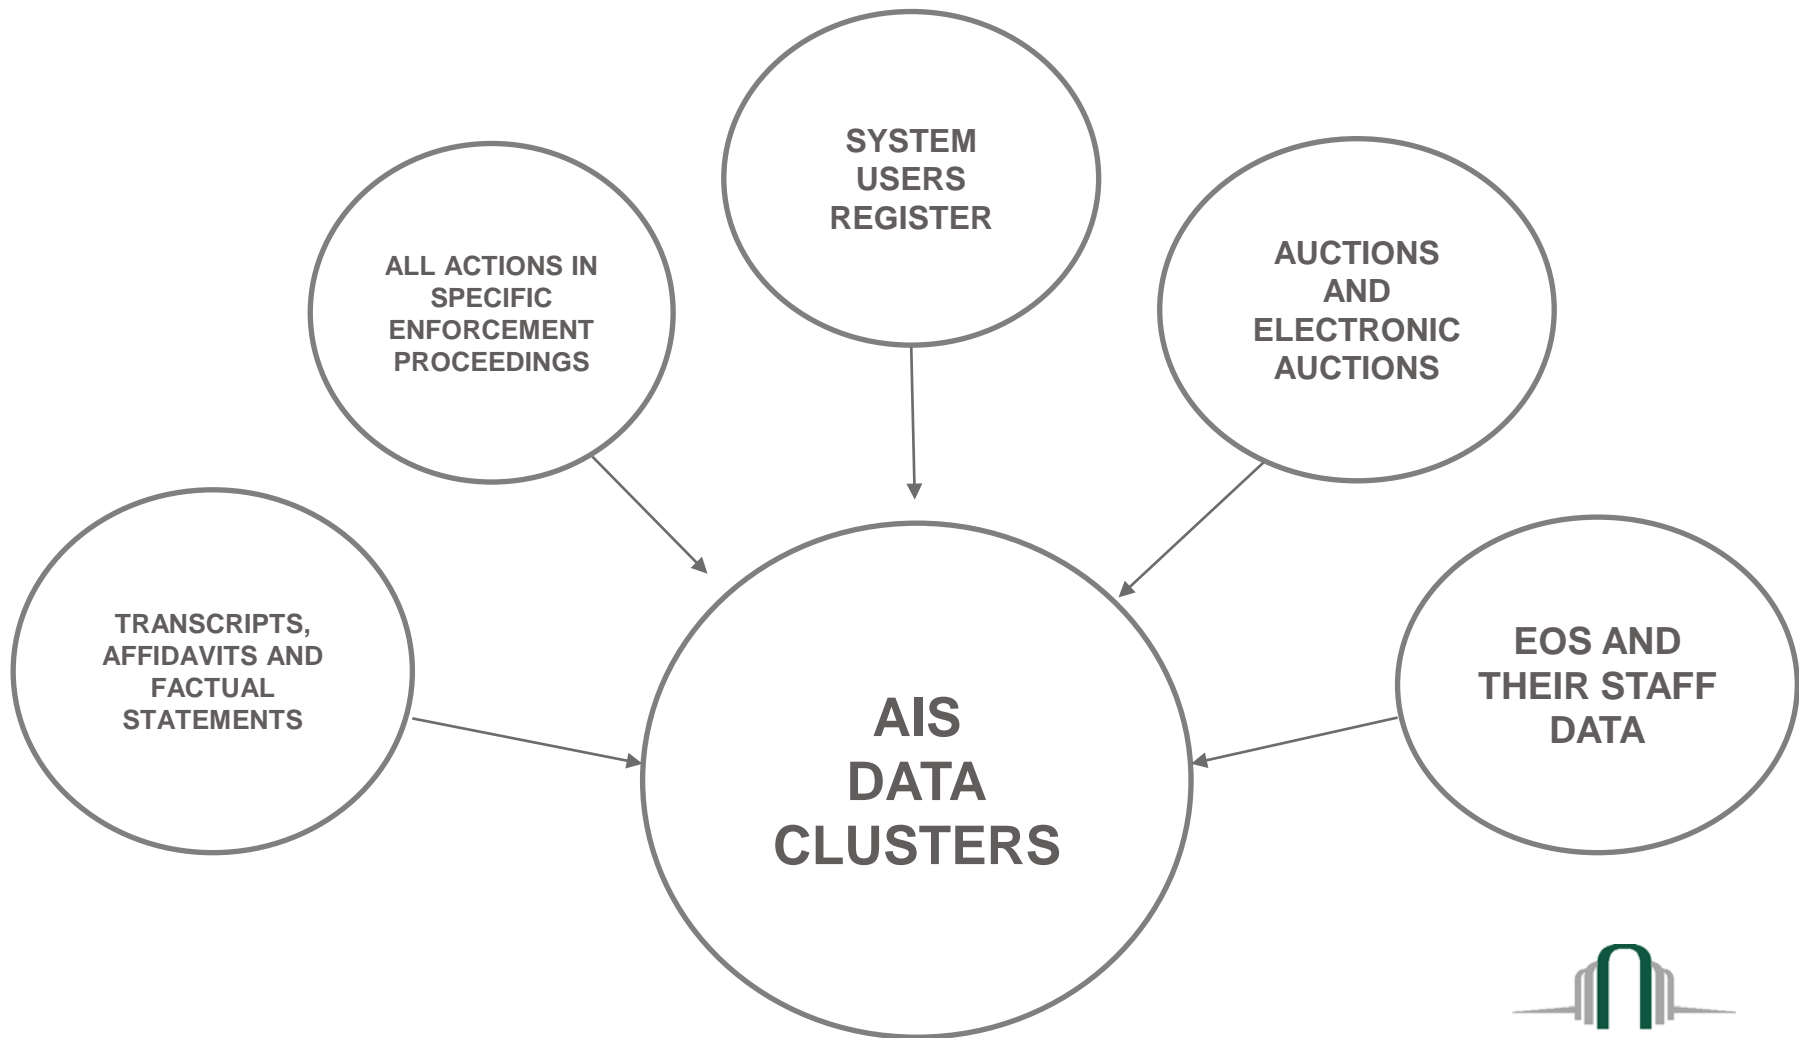 SYSTEM
USERS
REGISTER
ALL ACTIONS IN
SPECIFIC
ENFORCEMENT
PROCEEDINGS
AUCTIONS
AND
ELECTRONIC
AUCTIONS
TRANSCRIPTS,
AFFIDAVITS AND
FACTUAL
STATEMENTS
EOS AND
THEIR STAFF
DATA
AIS
DATA
CLUSTERS